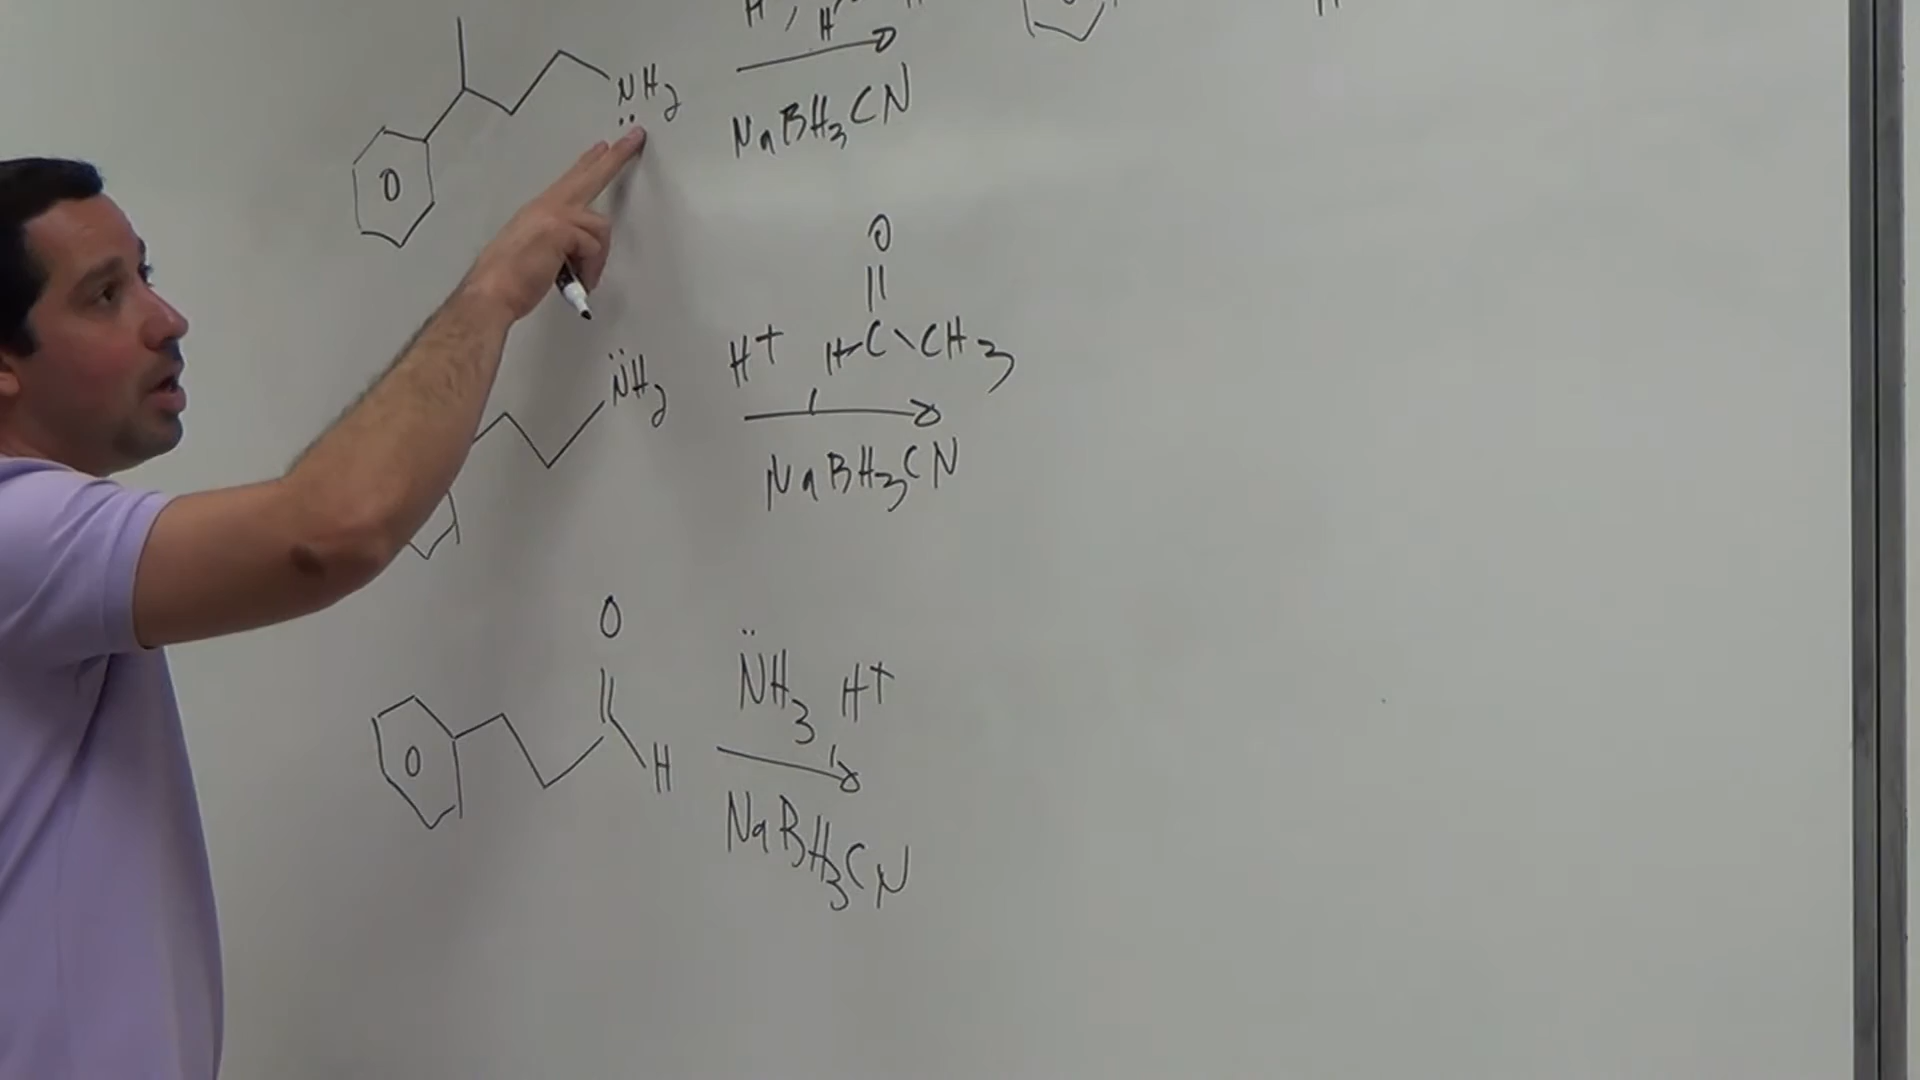 H
NH2
NaBH3CN
O
H+ H-C-CH3
NH2
NaBH3CN
O
NH3 H+
H
NaBH3CN